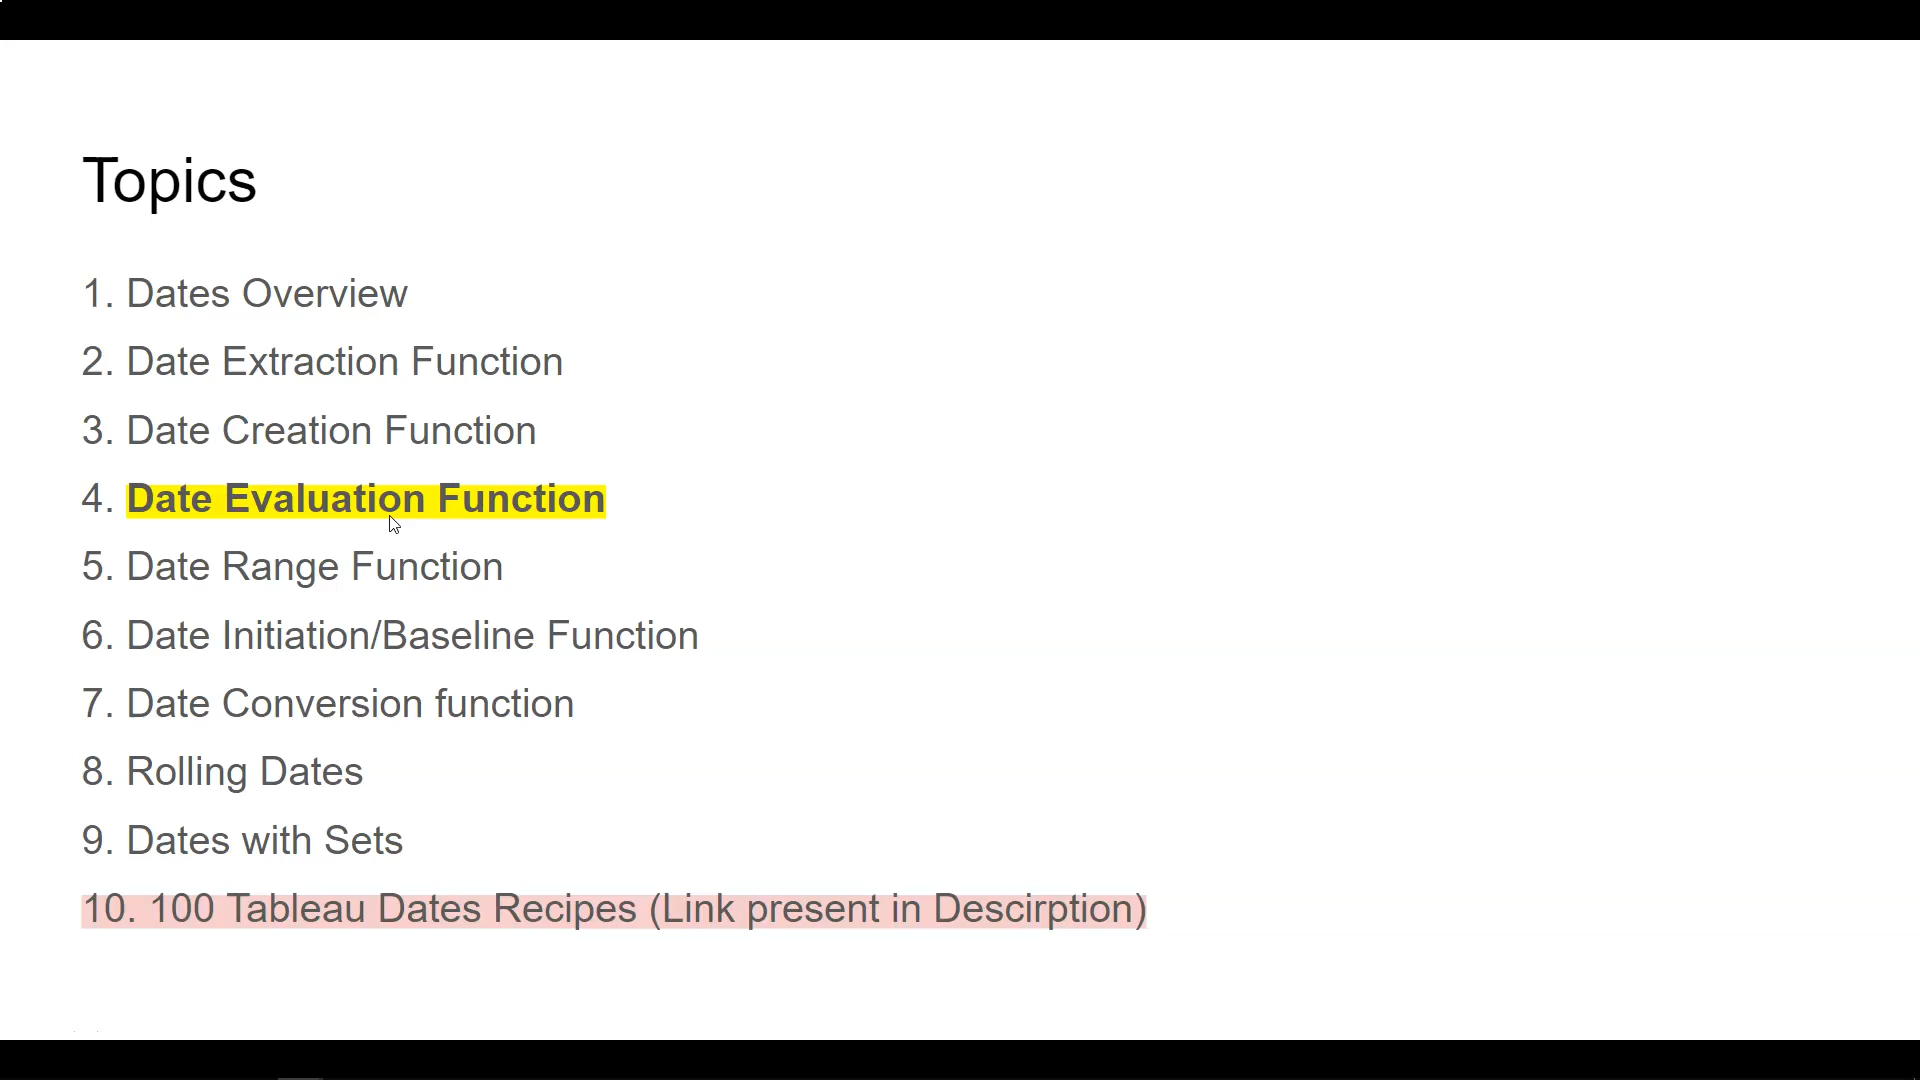 Topics
1. Dates Overview
2. Date Extraction Function
3. Date Creation Function
4. Date Evaluation Function
5. Date Range Function
6. Date Initiation/Baseline Function
7. Date Conversion function
8. Rolling Dates
9. Dates with Sets
10. 100 Tableau Dates Recipes (Link present in Descirption)